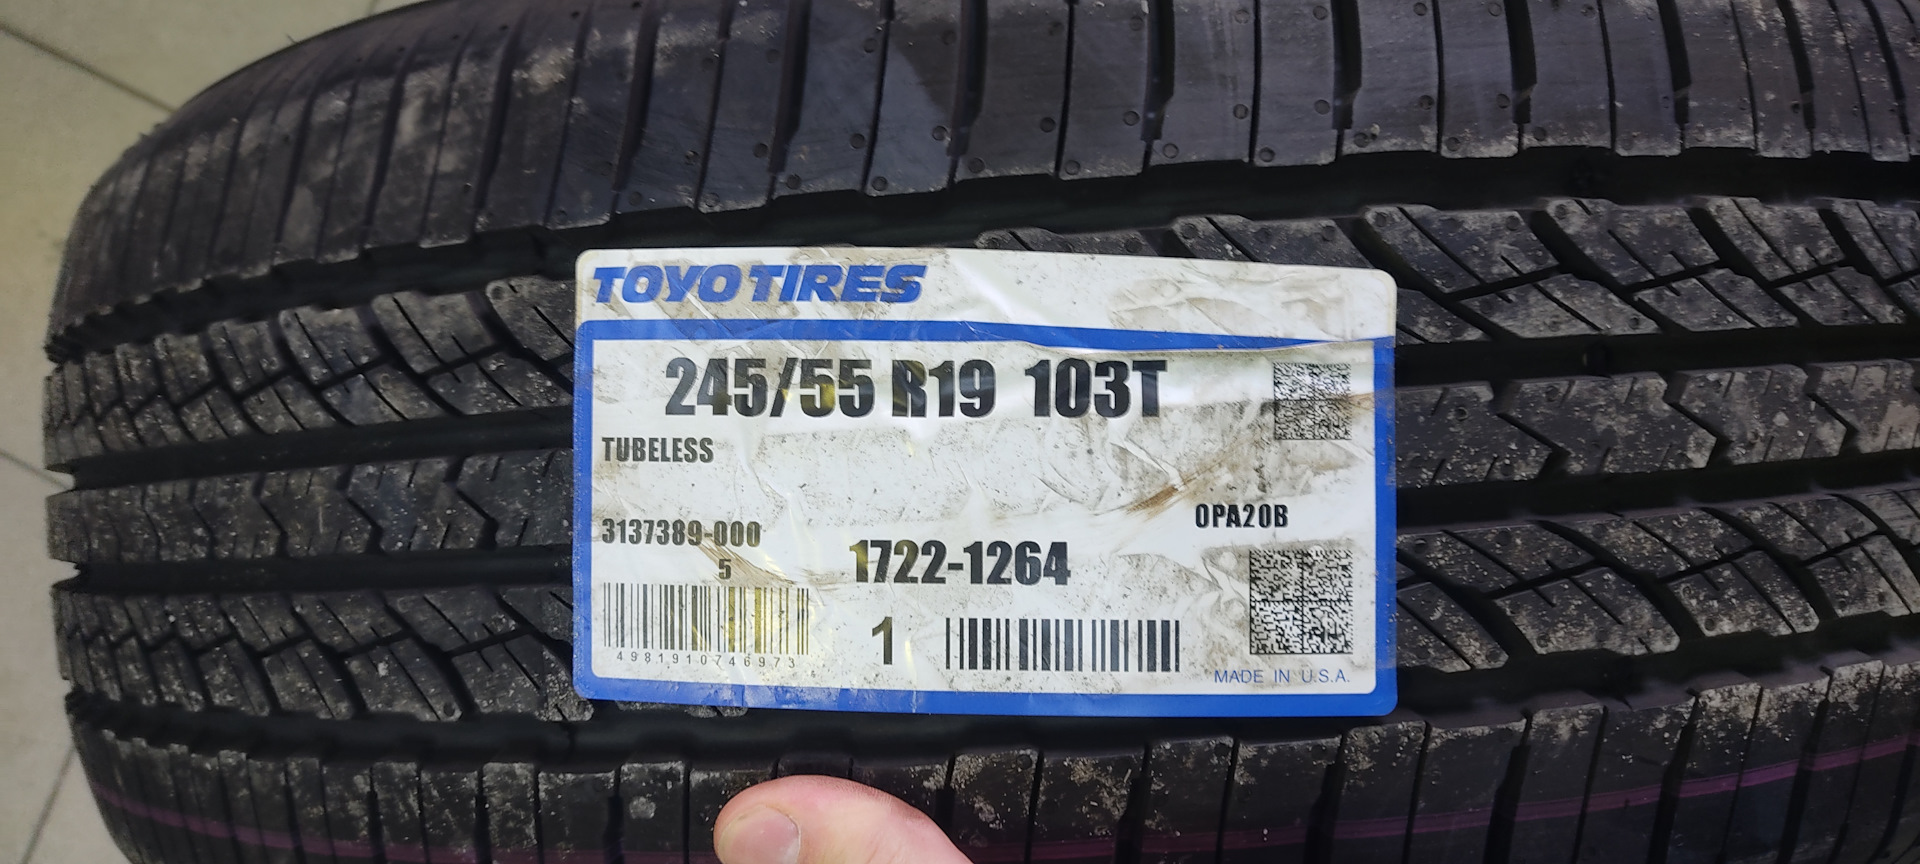 TOYO TIRES
245/55 R19 103T
TUBELESS
OPA20B
3137389-000
5
1722-1264
1
4981910746973
MADE IN U.S.A.